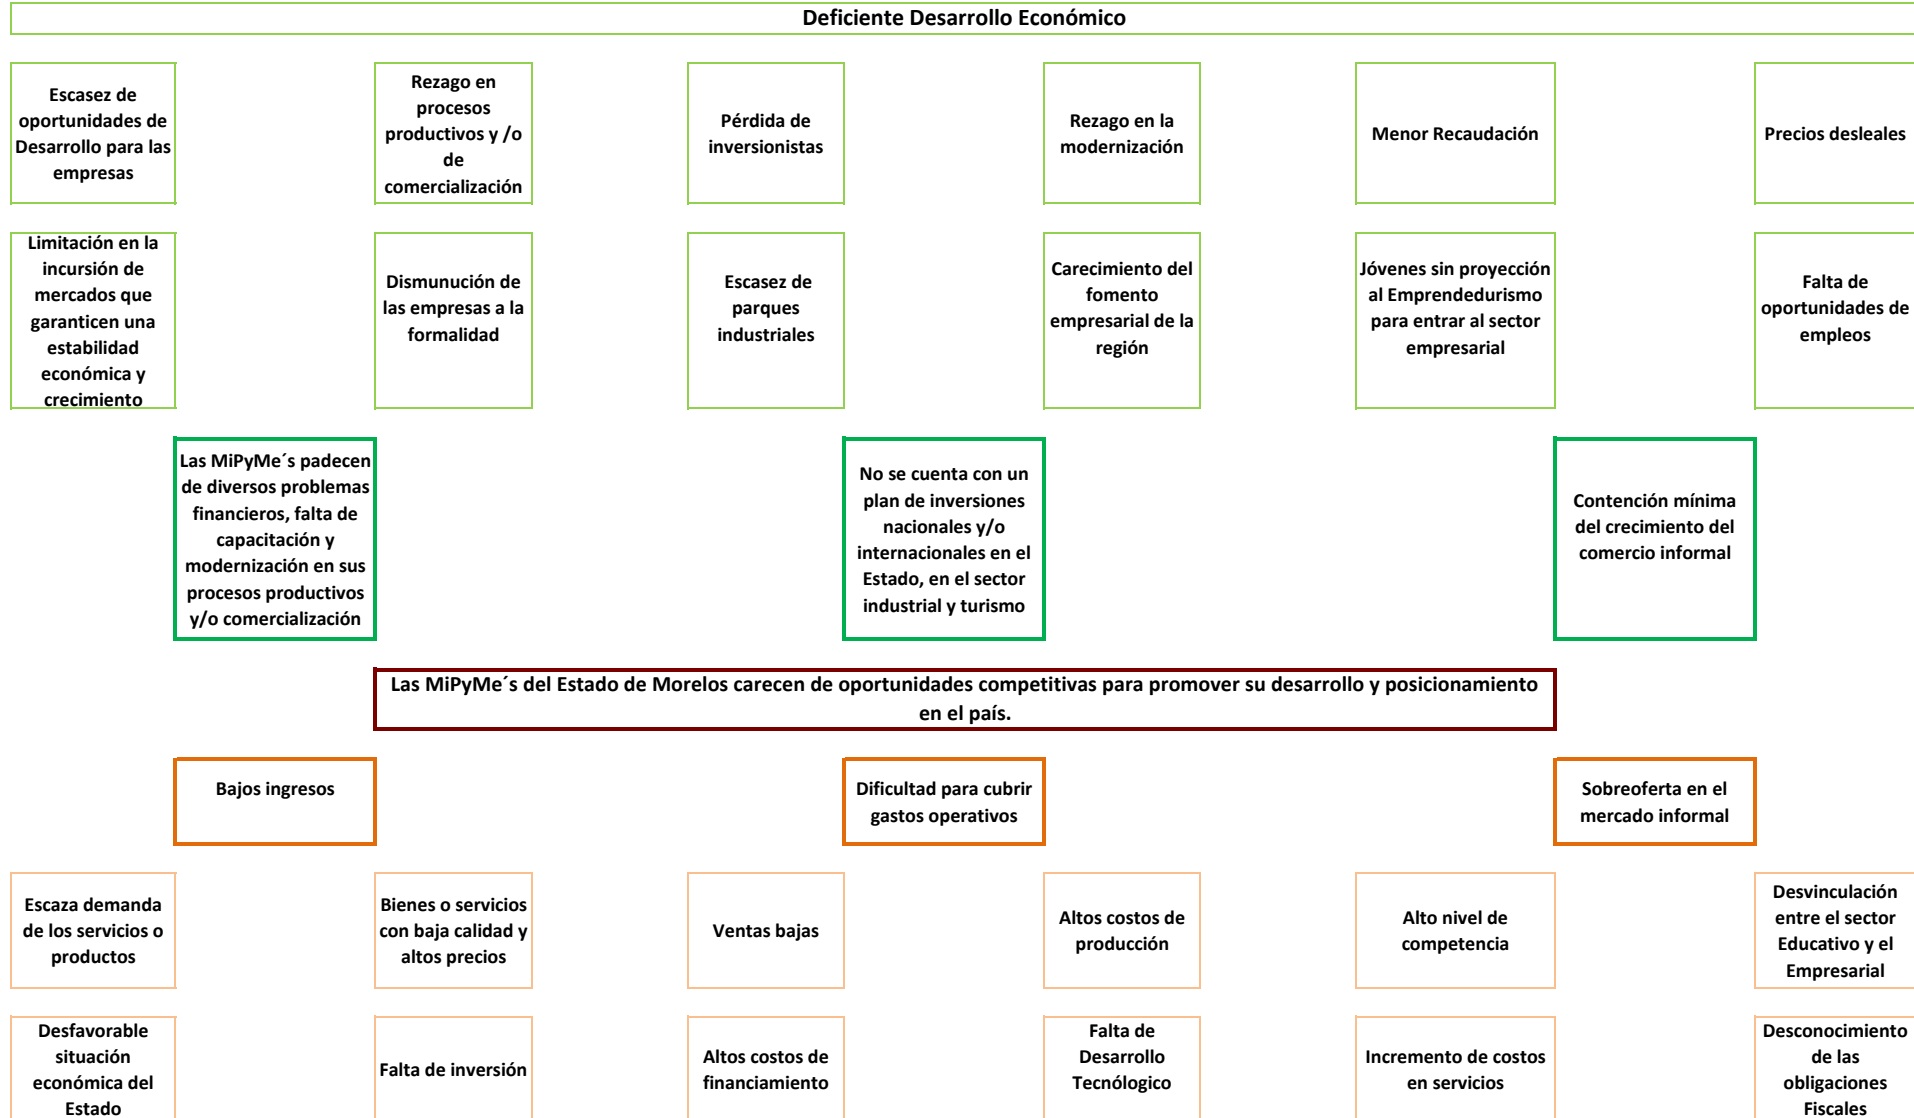 Deficiente Desarrollo Económico
Escasez de
oportunidades de
Desarrollo para las
empresas
Rezago en
procesos
productivos y /o
de
comercialización
Pérdida de
inversionistas
Rezago en la
modernización
Menor Recaudación
Precios desleales
Limitación en la
incursión de
mercados que
garanticen una
estabilidad
económica y
crecimiento
Dismunución de
las empresas a la
formalidad
Escasez de
parques
industriales
Carecimiento del
fomento
empresarial de la
región
Jóvenes sin proyección
al Emprendedurismo
para entrar al sector
empresarial
Falta de
oportunidades de
empleos
Las MiPyMe´s padecen
de diversos problemas
financieros, falta de
capacitación y
modernización en sus
procesos productivos
y/o comercialización
No se cuenta con un
plan de inversiones
nacionales y/o
internacionales en el
Estado, en el sector
industrial y turismo
Contención mínima
del crecimiento del
comercio informal
Las MiPyMe´s del Estado de Morelos carecen de oportunidades competitivas para promover su desarrollo y posicionamiento
en el país.
Bajos ingresos
Dificultad para cubrir
gastos operativos
Sobreoferta en el
mercado informal
Escaza demanda
de los servicios o
productos
Bienes o servicios
con baja calidad y
altos precios
Ventas bajas
Altos costos de
producción
Alto nivel de
competencia
Desvinculación
entre el sector
Educativo y el
Empresarial
Desfavorable
situación
económica del
Estado
Falta de inversión
Altos costos de
financiamiento
Falta de
Desarrollo
Tecnólogico
Incremento de costos
en servicios
Desconocimiento
de las
obligaciones
Fiscales